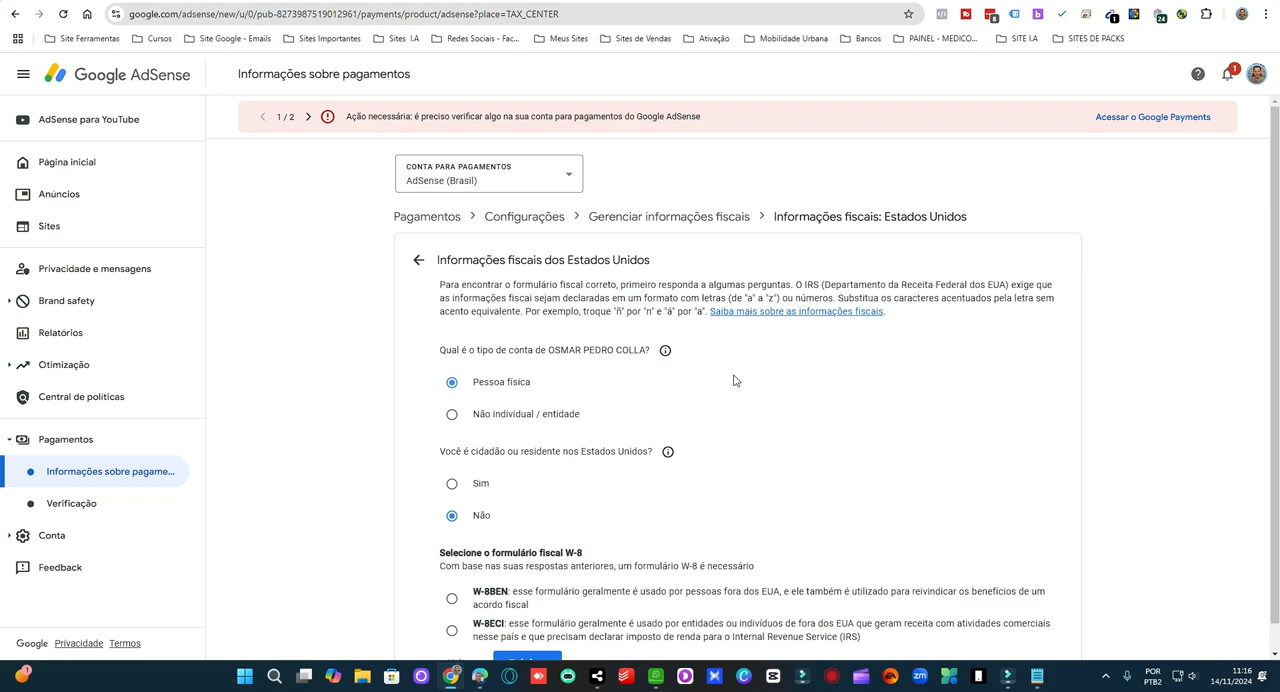 google.com/adsense/new/u/0/pub-8273987519012961/payments/product/adsense?place=TAX_CENTER
Site Ferramentas
Cursos
Site Google - Emails
Sites Importantes
Sites I.A
Redes Sociais - Fac...
Meus Sites
Sites de Vendas
Ativação
Mobilidade Urbana
Bancos
PAINEL - MEDICO...
SITE I.A
SITES DE PACKS
Google AdSense
Informações sobre pagamentos
1
AdSense para YouTube
Página inicial
Anúncios
Sites
Privacidade e mensagens
Brand safety
Relatórios
Otimização
Central de políticas
Pagamentos
Informações sobre pagame...
Verificação
Conta
Feedback
Google Privacidade Termos
1 / 2
Ação necessária: é preciso verificar algo na sua conta para pagamentos do Google AdSense
Acessar o Google Payments
CONTA PARA PAGAMENTOS
AdSense (Brasil)
Pagamentos > Configurações > Gerenciar informações fiscais > Informações fiscais: Estados Unidos
Informações fiscais dos Estados Unidos
Para encontrar o formulário fiscal correto, primeiro responda a algumas perguntas. O IRS (Departamento da Receita Federal dos EUA) exige que
as informações fiscai sejam declaradas em um formato com letras (de "a" a "z") ou números. Substitua os caracteres acentuados pela letra sem
acento equivalente. Por exemplo, troque "ñ" por "n" e "á" por "a". Saiba mais sobre as informações fiscais.
Qual é o tipo de conta de OSMAR PEDRO COLLA?
Pessoa física
Não individual / entidade
Você é cidadão ou residente nos Estados Unidos?
Sim
Não
Selecione o formulário fiscal W-8
Com base nas suas respostas anteriores, um formulário W-8 é necessário
W-8BEN: esse formulário geralmente é usado por pessoas fora dos EUA, e ele também é utilizado para reivindicar os benefícios de um
acordo fiscal
W-8ECI: esse formulário geralmente é usado por entidades ou indivíduos de fora dos EUA que geram receita com atividades comerciais
nesse país e que precisam declarar imposto de renda para o Internal Revenue Service (IRS)
POR
PTB2
11:16
14/11/2024